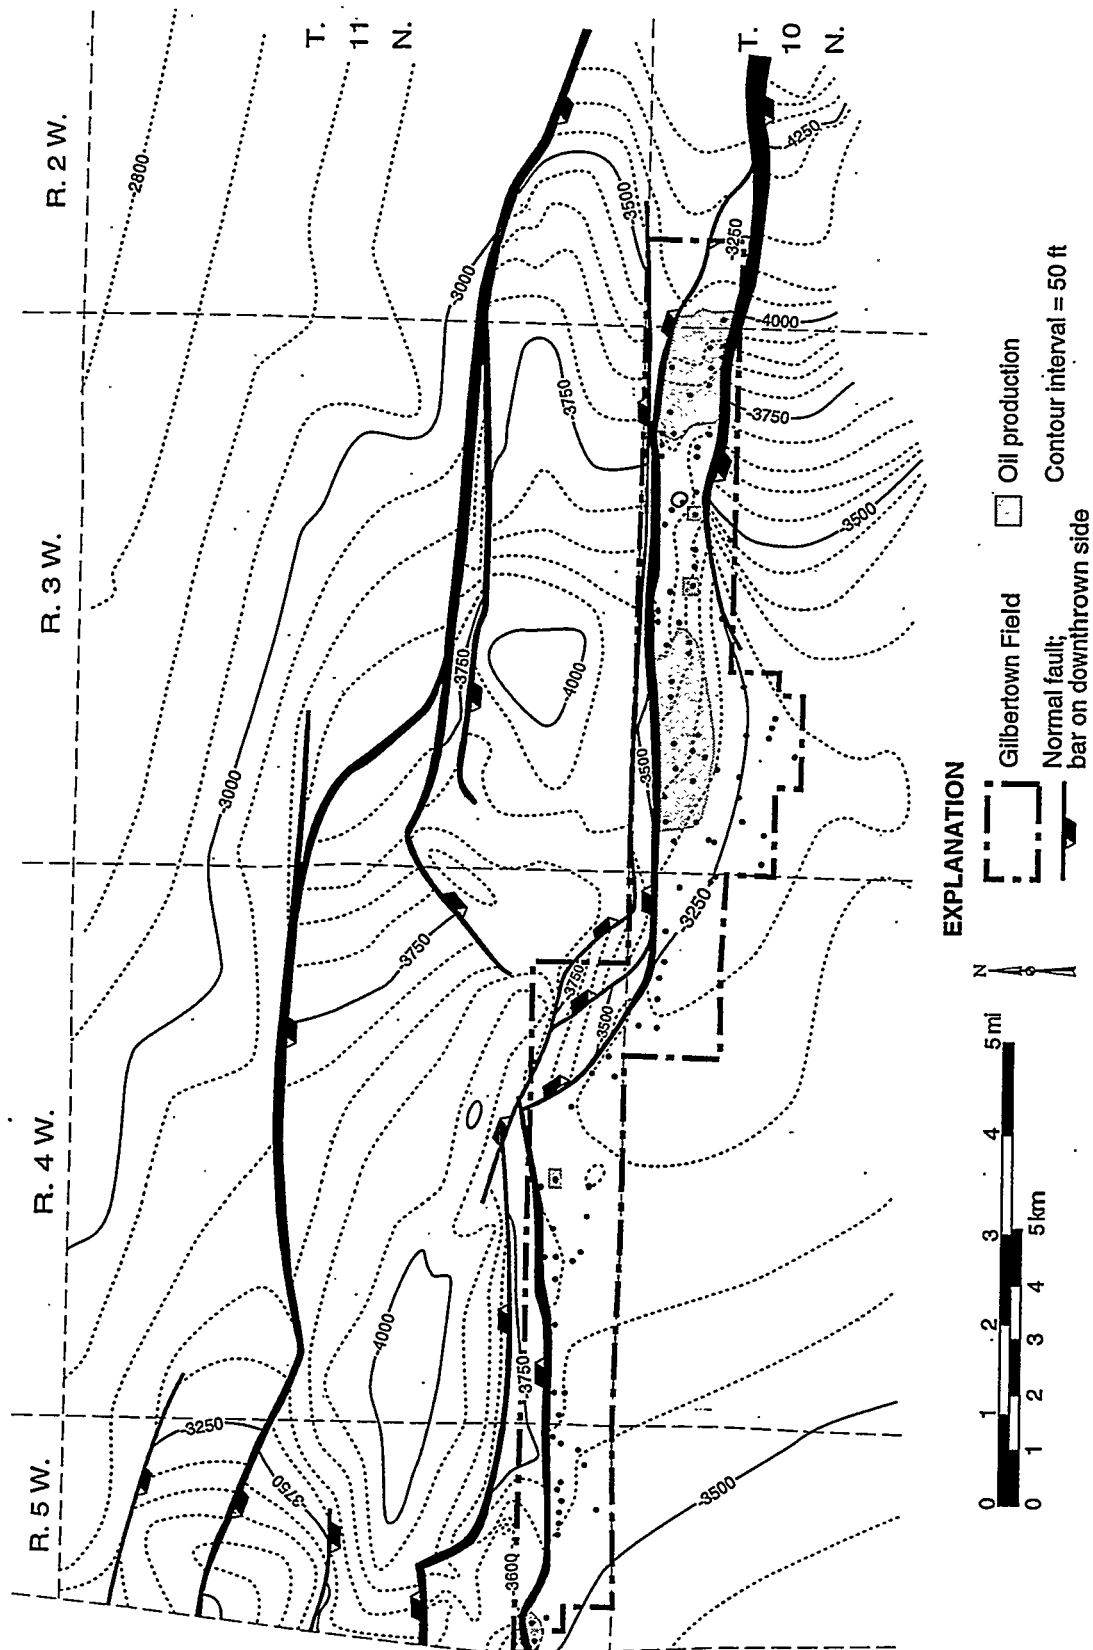 R. 5 W.
R. 4 W.
R. 3 W.
R. 2 W.
T.
11
N.
T.
10
N.
-2800
-3000
-3000
-3250
-3750
-4000
-3750
-3750
-4000
-3750
-3500
-3250
-4250
-4000
-3750
-3500
-3500
-3750
-3500
-3250
-3750
-3600
-3500
N
0 1 2 3 4 5 mi
0 1 2 3 4 5 km
EXPLANATION
Gilbertown Field
Oil production
Normal fault;
bar on downthrown side
Contour interval = 50 ft